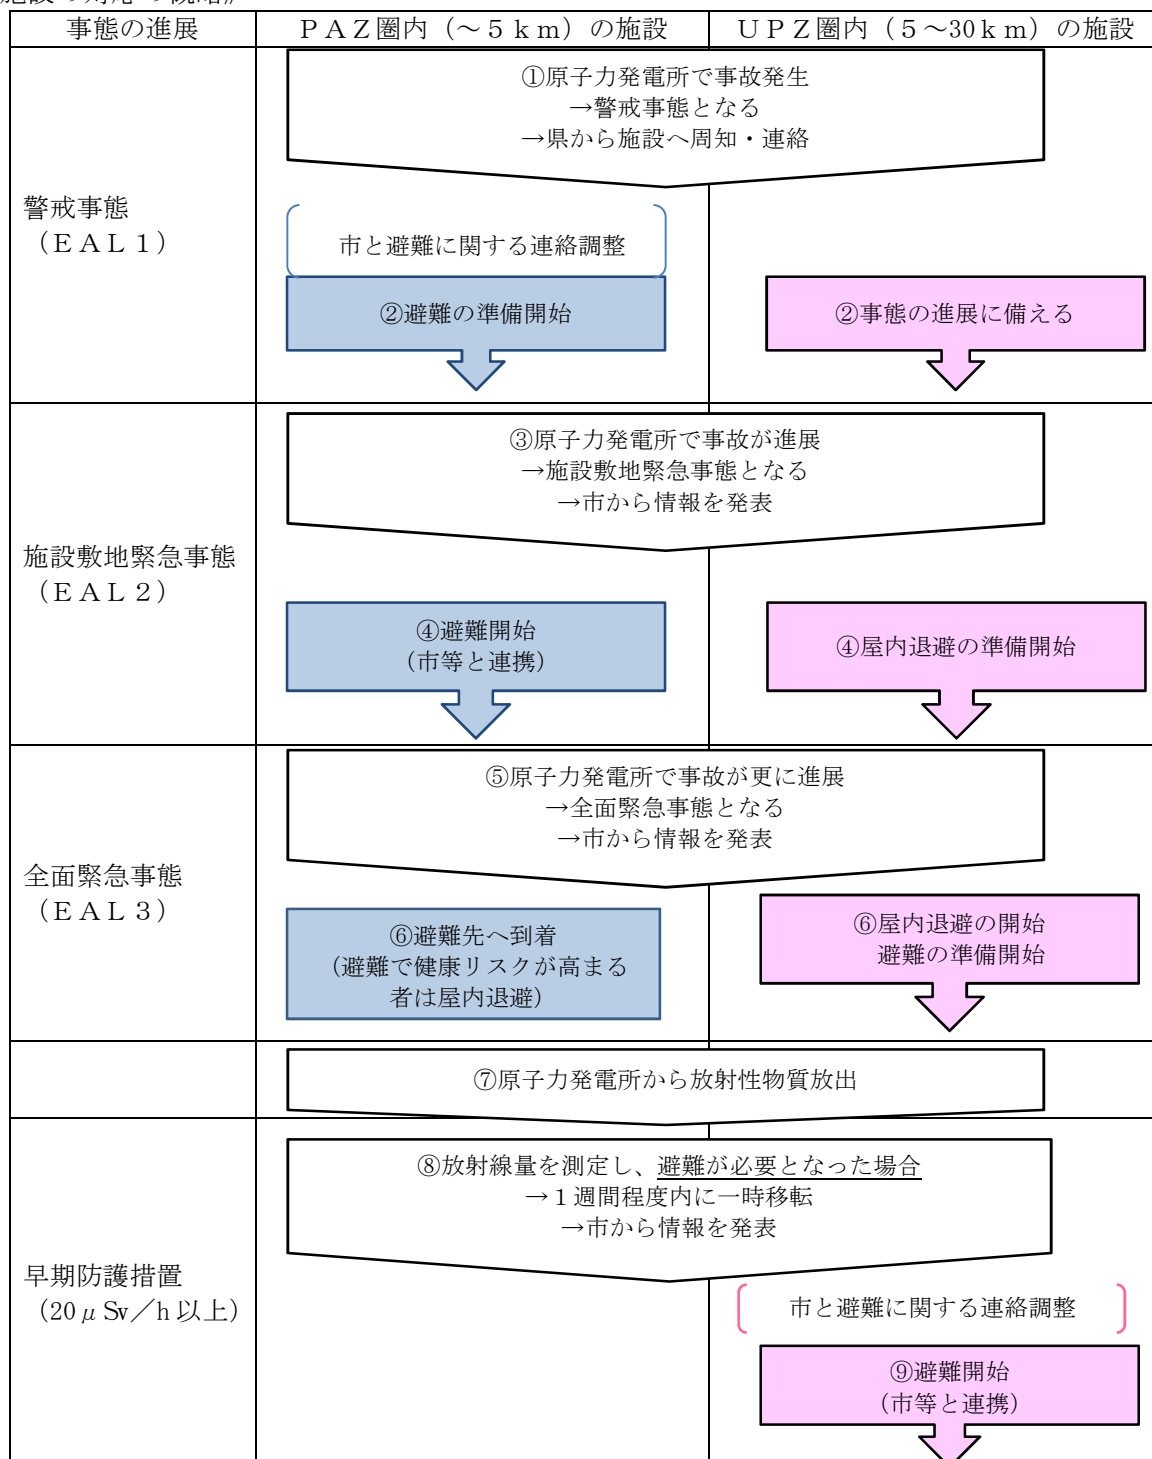 事態の進展
ＰＡＺ圏内（～５ｋｍ）の施設
ＵＰＺ圏内（５～30ｋｍ）の施設
①原子力発電所で事故発生
→警戒事態となる
→県から施設へ周知・連絡
警戒事態
（ＥＡＬ１）
市と避難に関する連絡調整
②避難の準備開始
②事態の進展に備える
③原子力発電所で事故が進展
→施設敷地緊急事態となる
→市から情報を発表
施設敷地緊急事態
（ＥＡＬ２）
④避難開始
（市等と連携）
④屋内退避の準備開始
⑤原子力発電所で事故が更に進展
→全面緊急事態となる
→市から情報を発表
全面緊急事態
（ＥＡＬ３）
⑥避難先へ到着
（避難で健康リスクが高まる
者は屋内退避）
⑥屋内退避の開始
避難の準備開始
⑦原子力発電所から放射性物質放出
⑧放射線量を測定し、避難が必要となった場合
→１週間程度内に一時移転
→市から情報を発表
早期防護措置
（20μSv／h以上）
市と避難に関する連絡調整
⑨避難開始
（市等と連携）